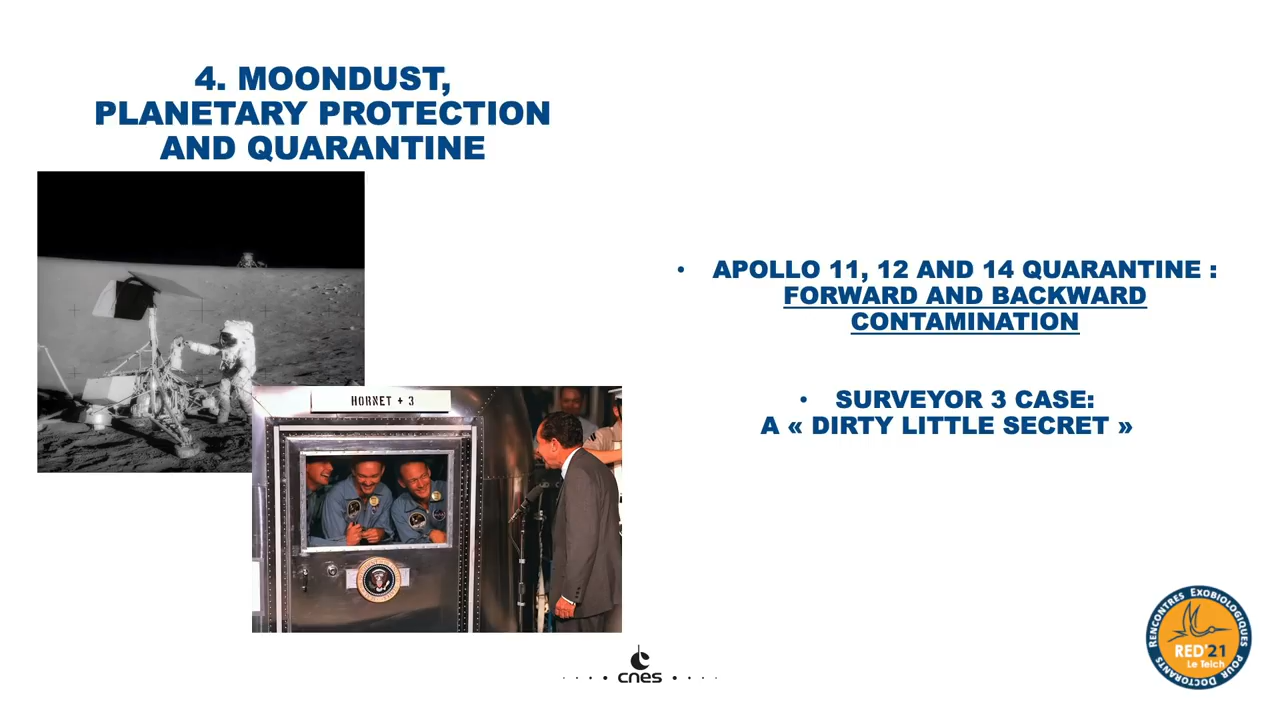 4. MOONDUST,
PLANETARY PROTECTION
AND QUARANTINE
• APOLLO 11, 12 AND 14 QUARANTINE :
FORWARD AND BACKWARD
CONTAMINATION
• SURVEYOR 3 CASE:
A « DIRTY LITTLE SECRET »
HORNET + 3
cnes
RENCONTRES EXOBIOLOGIQUES
POUR DOCTORANTS
RED'21
Le Teich